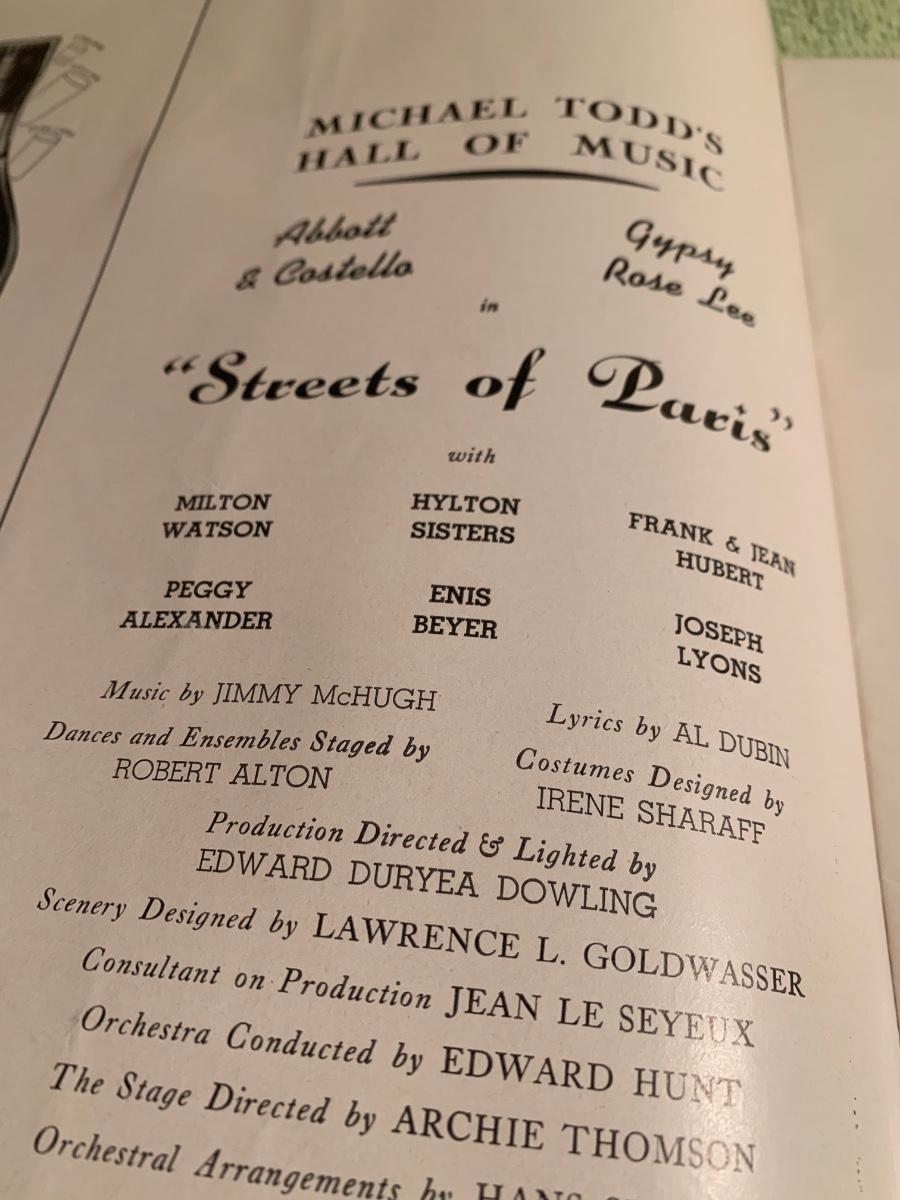 MICHAEL TODD'S
HALL OF MUSIC
Abbott
& Costello
Gypsy
Rose Lee
in
"Streets of Paris"
with
MILTON
WATSON
HYLTON
SISTERS
FRANK & JEAN
HUBERT
PEGGY
ALEXANDER
ENIS
BEYER
JOSEPH
LYONS
Music by JIMMY McHUGH
Lyrics by AL DUBIN
Dances and Ensembles Staged by
ROBERT ALTON
Costumes Designed by
IRENE SHARAFF
Production Directed & Lighted by
EDWARD DURYEA DOWLING
Scenery Designed by LAWRENCE L. GOLDWASSER
Consultant on Production JEAN LE SEYEUX
Orchestra Conducted by EDWARD HUNT
The Stage Directed by ARCHIE THOMSON
Orchestral Arrangements by HANS